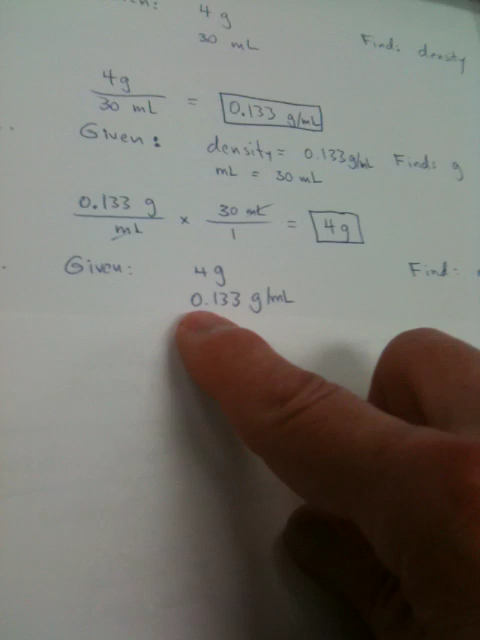 4 g
30 mL Find: density
4g
30 mL = 0.133 g/mL
Given: density = 0.133 g/mL Find: g
mL = 30 mL
0.133 g
mL × 30 mL
1 = 4g
Given: 4g Find:
0.133 g/mL